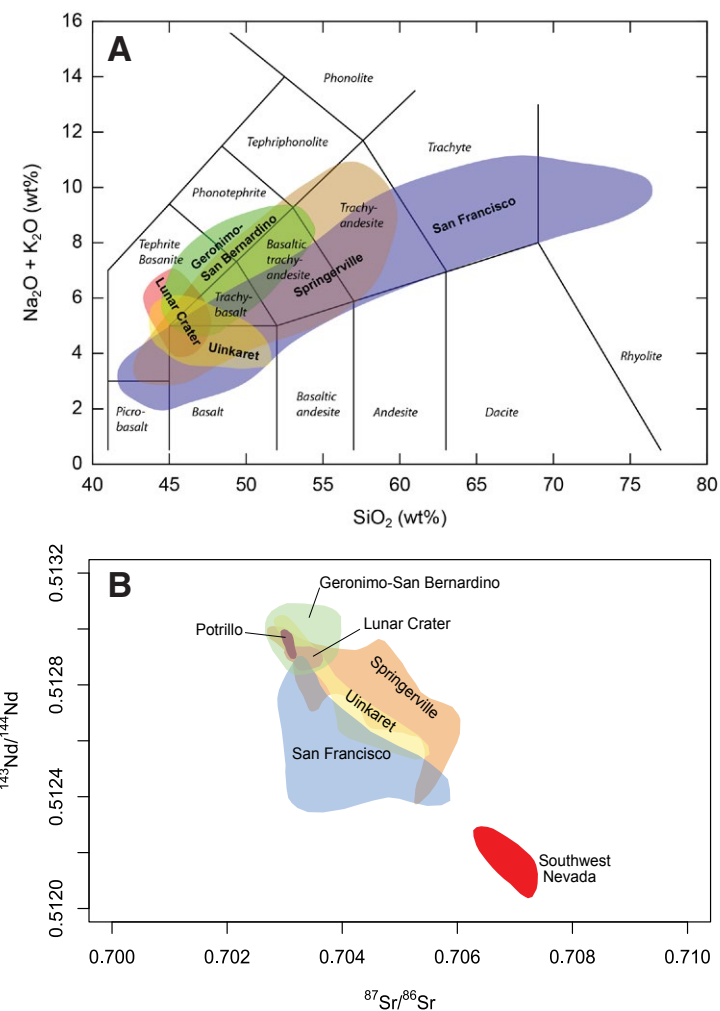 A
16
14
12
10
8
6
4
2
0
Na₂O + K₂O (wt%)
Phonolite
Tephriphonolite
Trachyte
Phonotephrite
Trachy-
andesite
San Francisco
Geronimo-
San Bernardino
Tephrite
Basanite
Basaltic
trachy-
andesite
Springerville
Lunar Crater
Trachy-
basalt
Uinkaret
Rhyolite
Picro-
basalt
Basalt
Basaltic
andesite
Andesite
Dacite
40
45
50
55
60
65
70
75
80
SiO₂ (wt%)
B
0.5132
0.5128
0.5124
0.5120
¹⁴³Nd/¹⁴⁴Nd
Geronimo-San Bernardino
Potrillo
Lunar Crater
Springerville
Uinkaret
San Francisco
Southwest
Nevada
0.700
0.702
0.704
0.706
0.708
0.710
⁸⁷Sr/⁸⁶Sr